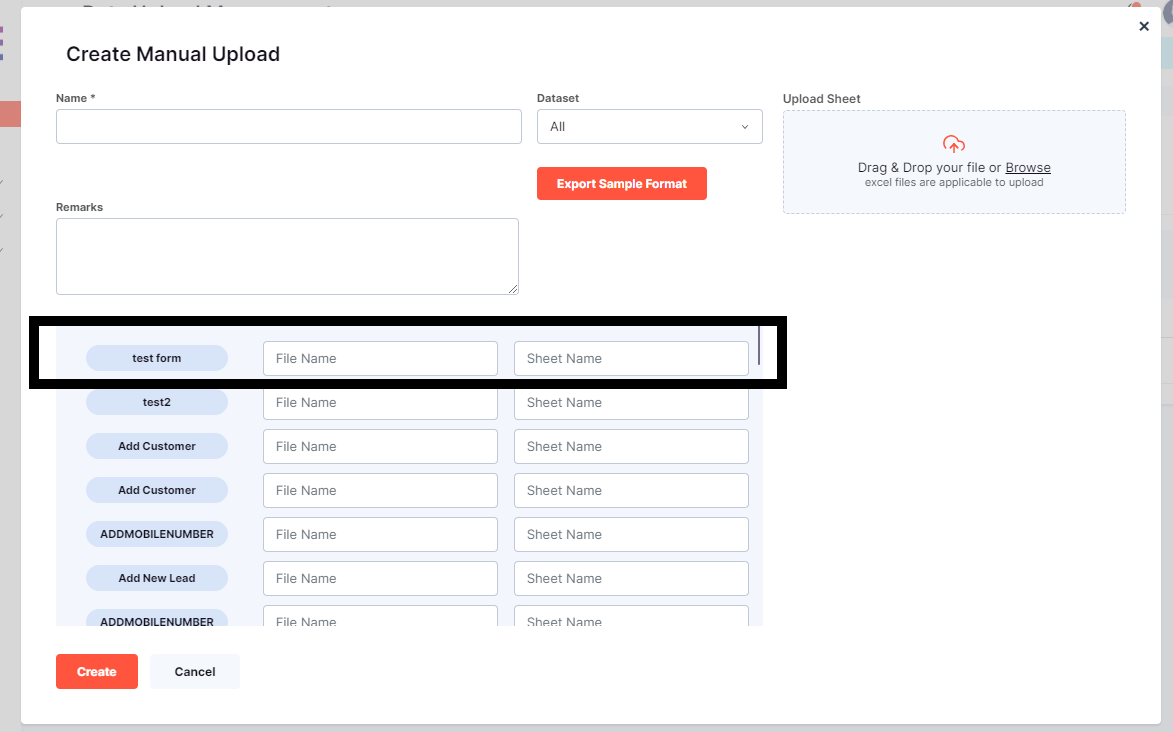 Create Manual Upload
Name *
Dataset
Upload Sheet
All
Drag & Drop your file or Browse
excel files are applicable to upload
Export Sample Format
Remarks
test form File Name Sheet Name
test2 File Name Sheet Name
Add Customer File Name Sheet Name
Add Customer File Name Sheet Name
ADDMOBILENUMBER File Name Sheet Name
Add New Lead File Name Sheet Name
ADDMOBILENUMBER File Name Sheet Name
Create Cancel